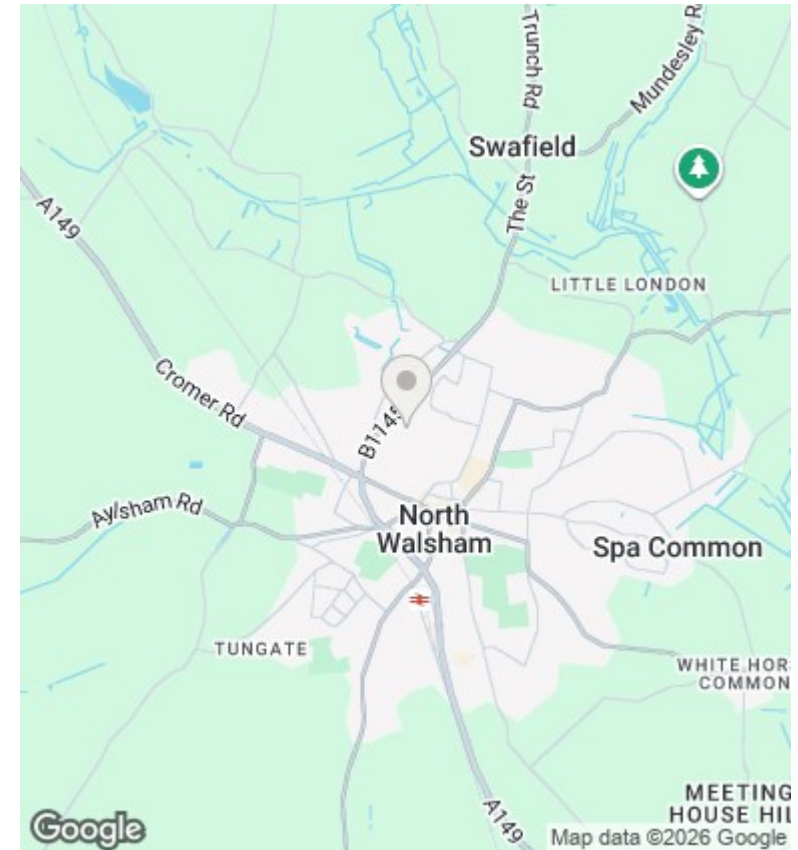 Trunch Rd
Mundesley R
Swafield
A149
The St
LITTLE LONDON
Cromer Rd
B1145
Aylsham Rd
North
Walsham
Spa Common
TUNGATE
WHITE HOR
COMMON
A149
MEETING
HOUSE HIL
Google
Map data ©2026 Google